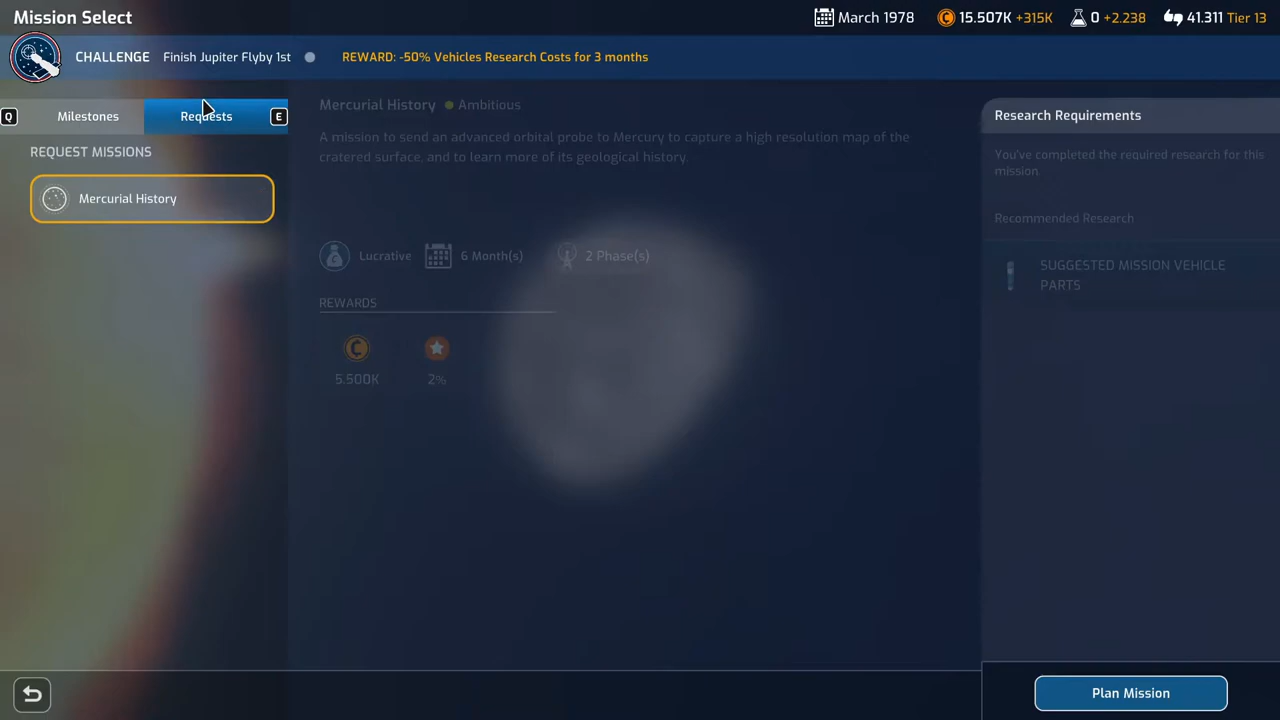 Mission Select
March 1978
15.507K +315K
0 +2.238
41.311 Tier 13
CHALLENGE Finish Jupiter Flyby 1st
REWARD: -50% Vehicles Research Costs for 3 months
Q Milestones
Requests E
REQUEST MISSIONS
Mercurial History
Mercurial History Ambitious
A mission to send an advanced orbital probe to Mercury to capture a high resolution map of the
cratered surface, and to learn more of its geological history.
Lucrative
6 Month(s)
2 Phase(s)
REWARDS
5.500K
2%
Research Requirements
You've completed the required research for this
mission.
Recommended Research
SUGGESTED MISSION VEHICLE
PARTS
Plan Mission